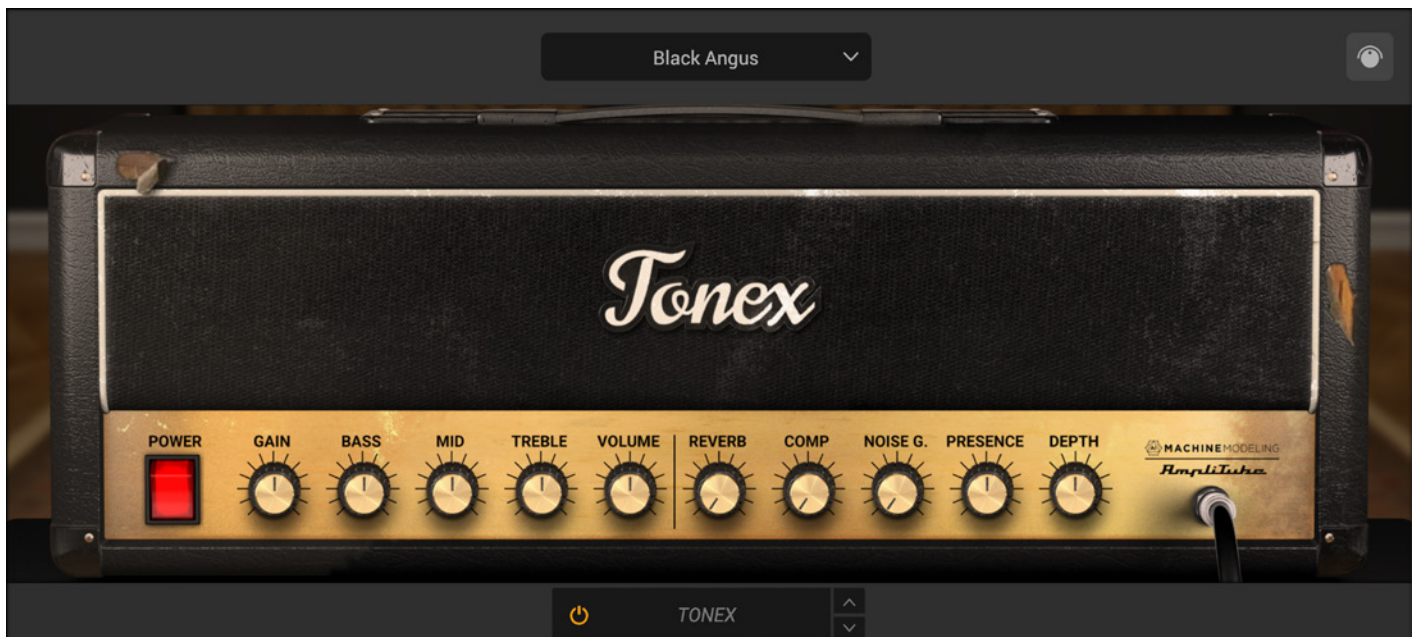 Black Angus
Tonex
POWER GAIN BASS MID TREBLE VOLUME REVERB COMP NOISE G. PRESENCE DEPTH
MACHINEMODELING
AmpliTube
TONEX